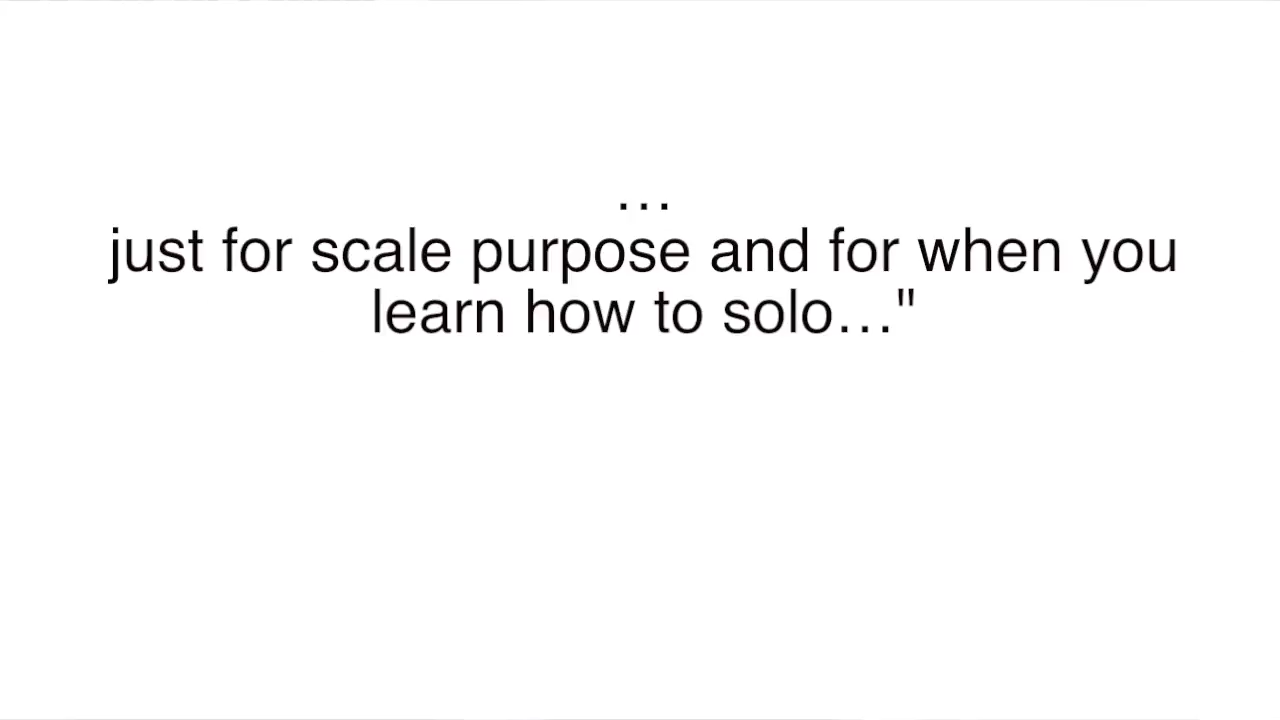 …
just for scale purpose and for when you
learn how to solo…"